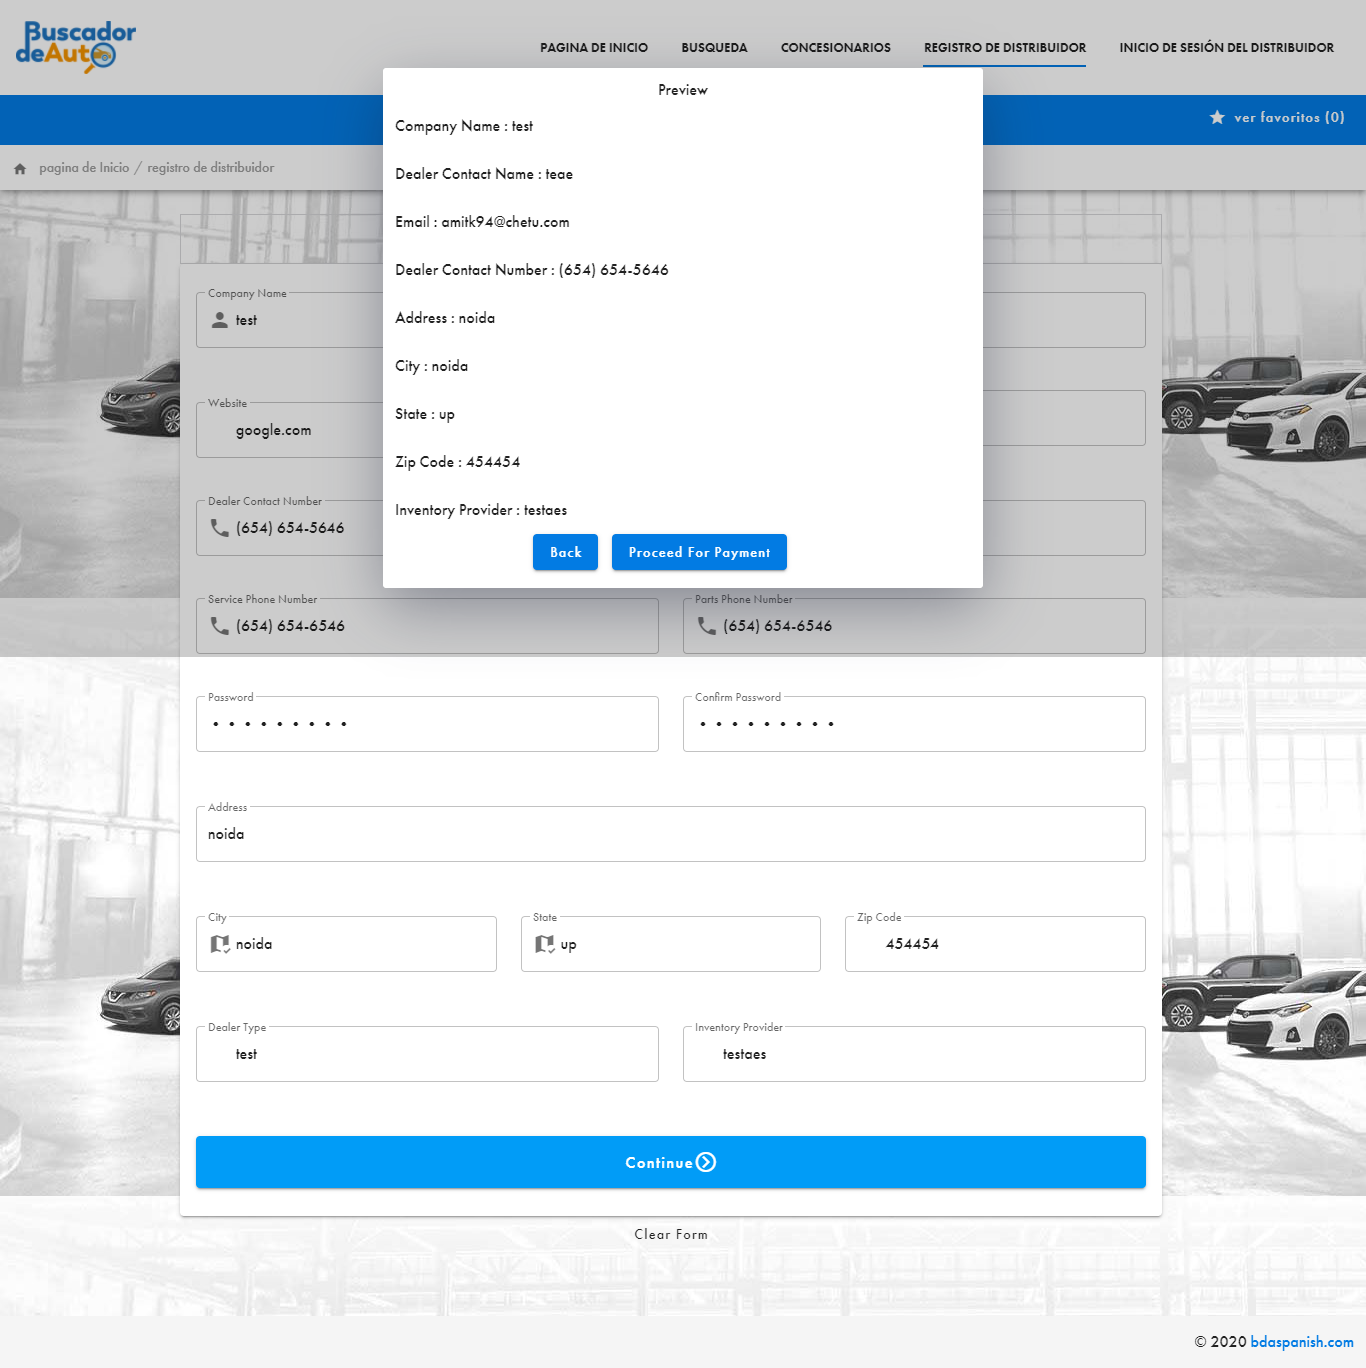 Buscador
deAuto
PAGINA DE INICIO
BUSQUEDA
CONCESIONARIOS
REGISTRO DE DISTRIBUIDOR
INICIO DE SESIÓN DEL DISTRIBUIDOR
ver favoritos (0)
pagina de Inicio / registro de distribuidor
Preview
Company Name : test
Dealer Contact Name : teae
Email : amitk94@chetu.com
Dealer Contact Number : (654) 654-5646
Address : noida
City : noida
State : up
Zip Code : 454454
Inventory Provider : testaes
Back
Proceed For Payment
Company Name
test
Website
google.com
Dealer Contact Number
(654) 654-5646
Service Phone Number
(654) 654-6546
Parts Phone Number
(654) 654-6546
Password
Confirm Password
Address
noida
City
noida
State
up
Zip Code
454454
Dealer Type
test
Inventory Provider
testaes
Continue
Clear Form
© 2020 bdaspanish.com